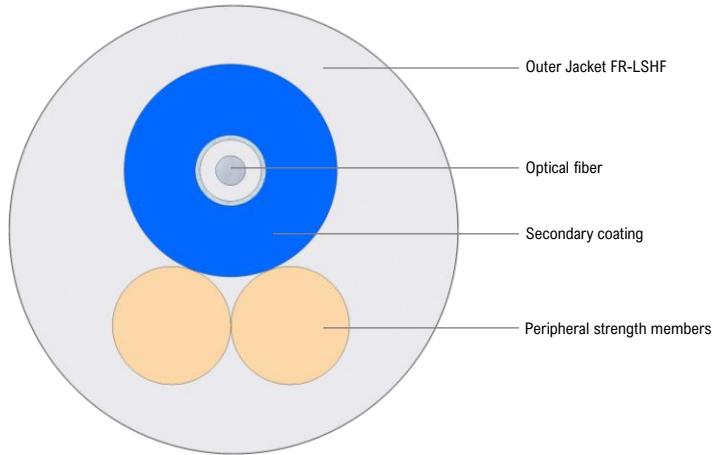 Outer Jacket FR-LSHF
Optical fiber
Secondary coating
Peripheral strength members